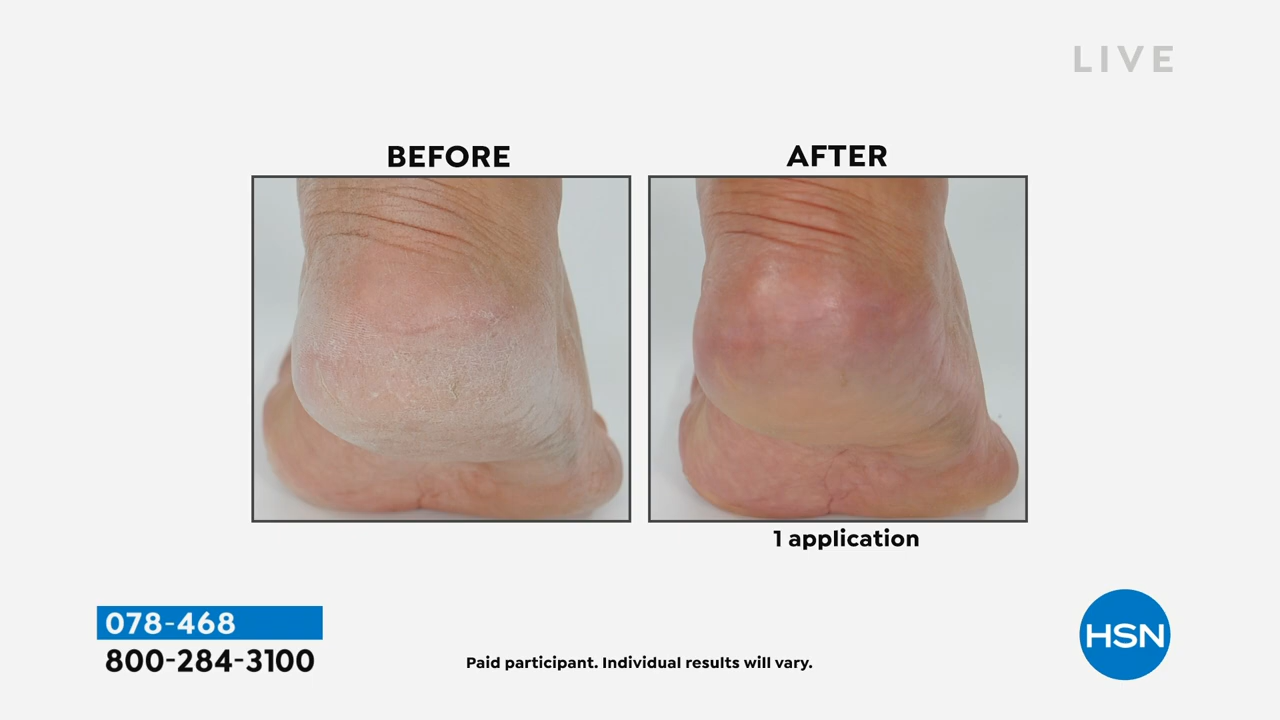 LIVE
BEFORE
AFTER
1 application
078-468
800-284-3100
Paid participant. Individual results will vary.
HSN